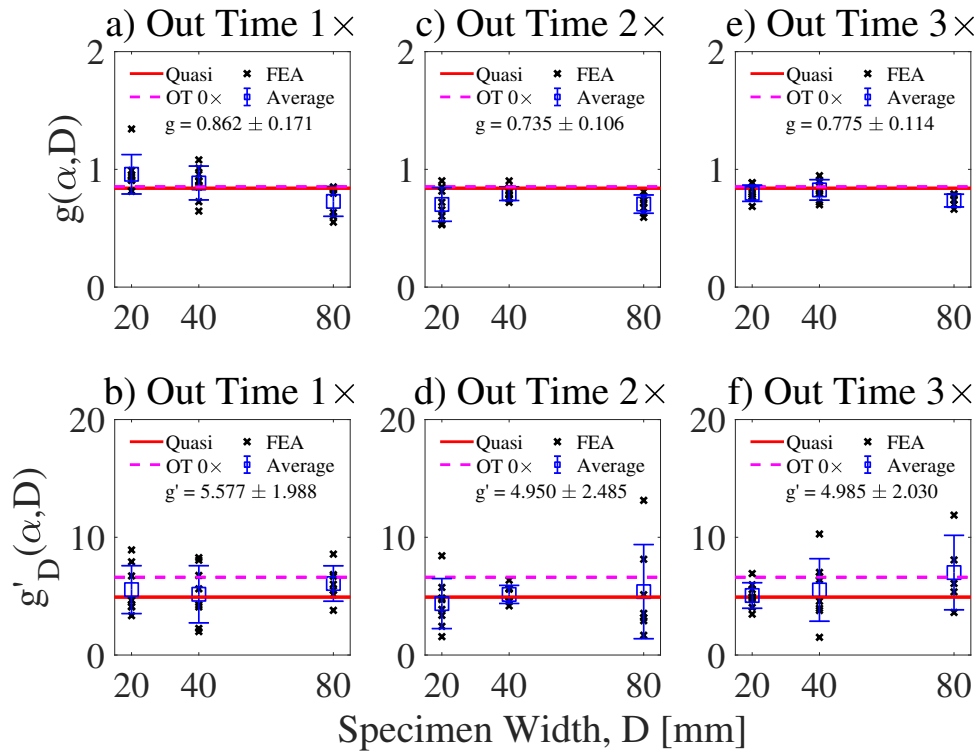 a) Out Time 1×
c) Out Time 2×
e) Out Time 3×
2
1
0
g(α,D)
Quasi
FEA
OT 0×
Average
g = 0.862 ± 0.171
20
40
80
2
1
0
Quasi
FEA
OT 0×
Average
g = 0.735 ± 0.106
20
40
80
2
1
0
Quasi
FEA
OT 0×
Average
g = 0.775 ± 0.114
20
40
80
b) Out Time 1×
d) Out Time 2×
f) Out Time 3×
20
10
0
g'D(α,D)
Quasi
FEA
OT 0×
Average
g' = 5.577 ± 1.988
20
40
80
20
10
0
Quasi
FEA
OT 0×
Average
g' = 4.950 ± 2.485
20
40
80
20
10
0
Quasi
FEA
OT 0×
Average
g' = 4.985 ± 2.030
20
40
80
Specimen Width, D [mm]